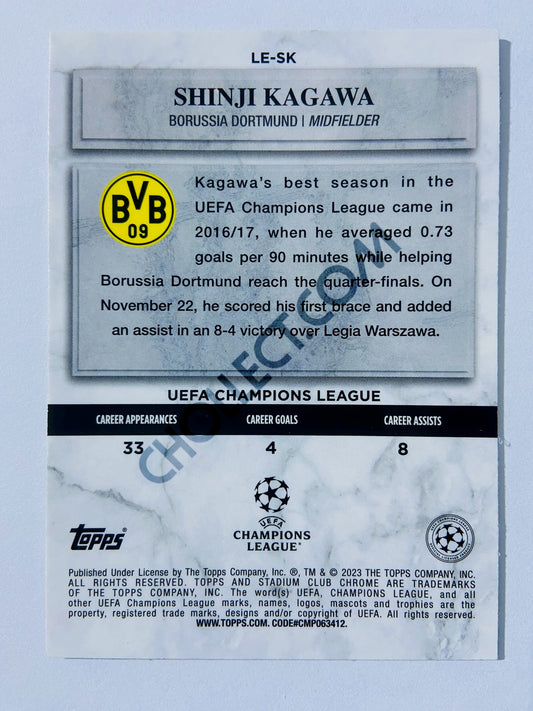 LE-SK
SHINJI KAGAWA
BORUSSIA DORTMUND | MIDFIELDER
BVB
09
Kagawa's best season in the
UEFA Champions League came in
2016/17, when he averaged 0.73
goals per 90 minutes while helping
Borussia Dortmund reach the quarter-finals. On
November 22, he scored his first brace and added
an assist in an 8-4 victory over Legia Warszawa.
CHOLLECT.COM
UEFA CHAMPIONS LEAGUE
CAREER APPEARANCES CAREER GOALS CAREER ASSISTS
33 4 8
Topps
UEFA
CHAMPIONS
LEAGUE
Published Under License by The Topps Company, Inc. ®, TM & © 2023 THE TOPPS COMPANY, INC.
ALL RIGHTS RESERVED. TOPPS AND STADIUM CLUB CHROME ARE TRADEMARKS
OF THE TOPPS COMPANY, INC. The word(s) UEFA, CHAMPIONS LEAGUE, and all
other UEFA Champions League marks, names, logos, mascots and trophies are the
property, registered trade marks, designs and/or copyright of UEFA. All rights reserved.
WWW.TOPPS.COM. CODE#CMP063412.